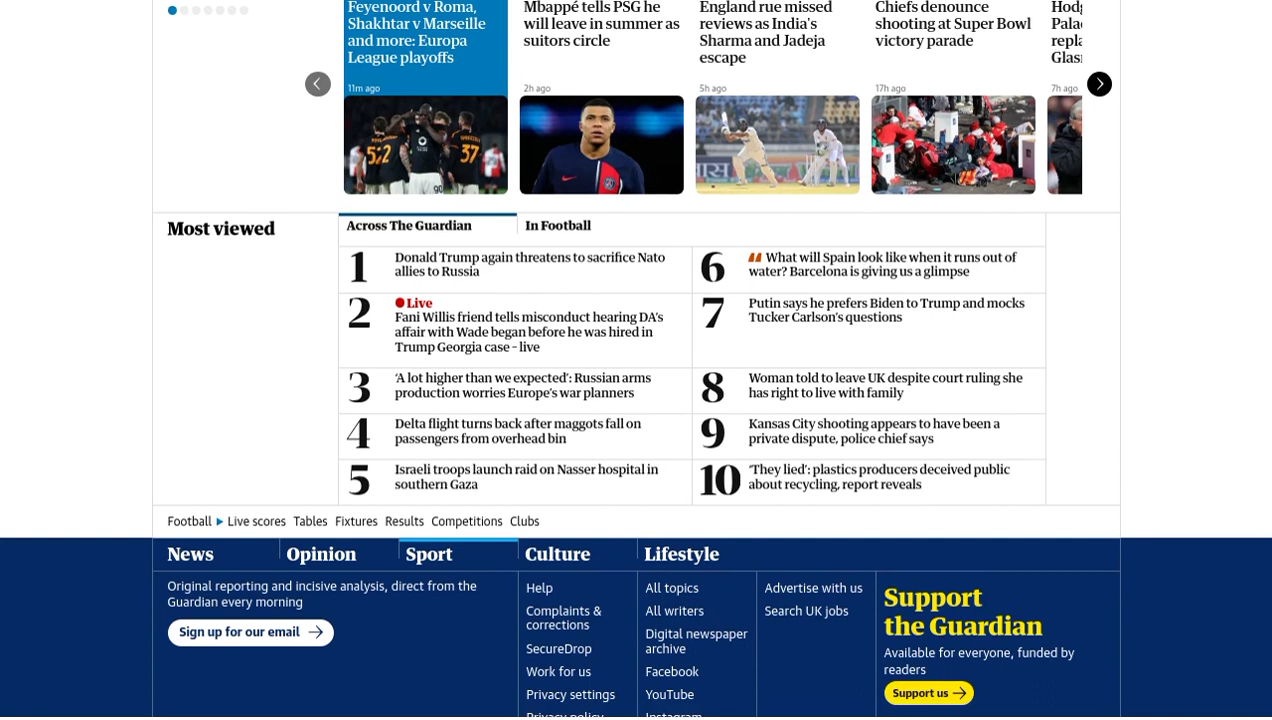 Feyenoord v Roma,
Shakhtar v Marseille
and more: Europa
League playoffs
11m ago
Mbappé tells PSG he
will leave in summer as
suitors circle
2h ago
England rue missed
reviews as India's
Sharma and Jadeja
escape
5h ago
Chiefs denounce
shooting at Super Bowl
victory parade
17h ago
7h ago
Most viewed
Across The Guardian
In Football
1
Donald Trump again threatens to sacrifice Nato
allies to Russia
2
Live
Fani Willis friend tells misconduct hearing DA's
affair with Wade began before he was hired in
Trump Georgia case – live
3
‘A lot higher than we expected’: Russian arms
production worries Europe’s war planners
4
Delta flight turns back after maggots fall on
passengers from overhead bin
5
Israeli troops launch raid on Nasser hospital in
southern Gaza
6
What will Spain look like when it runs out of
water? Barcelona is giving us a glimpse
7
Putin says he prefers Biden to Trump and mocks
Tucker Carlson’s questions
8
Woman told to leave UK despite court ruling she
has right to live with family
9
Kansas City shooting appears to have been a
private dispute, police chief says
10
‘They lied’: plastics producers deceived public
about recycling, report reveals
Football Live scores Tables Fixtures Results Competitions Clubs
News Opinion Sport Culture Lifestyle
Original reporting and incisive analysis, direct from the
Guardian every morning
Sign up for our email
Help
Complaints &
corrections
SecureDrop
Work for us
Privacy settings
Privacy policy
All topics
All writers
Digital newspaper
archive
Facebook
YouTube
Instagram
Advertise with us
Search UK jobs
Support
the Guardian
Available for everyone, funded by
readers
Support us